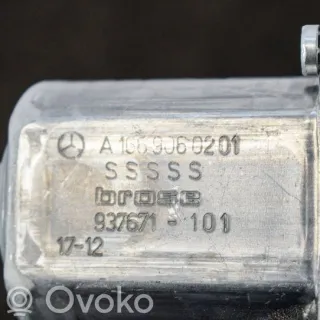 A 166 906 02 01
SSSSS
brose
937671-101
17-12
Ovoko